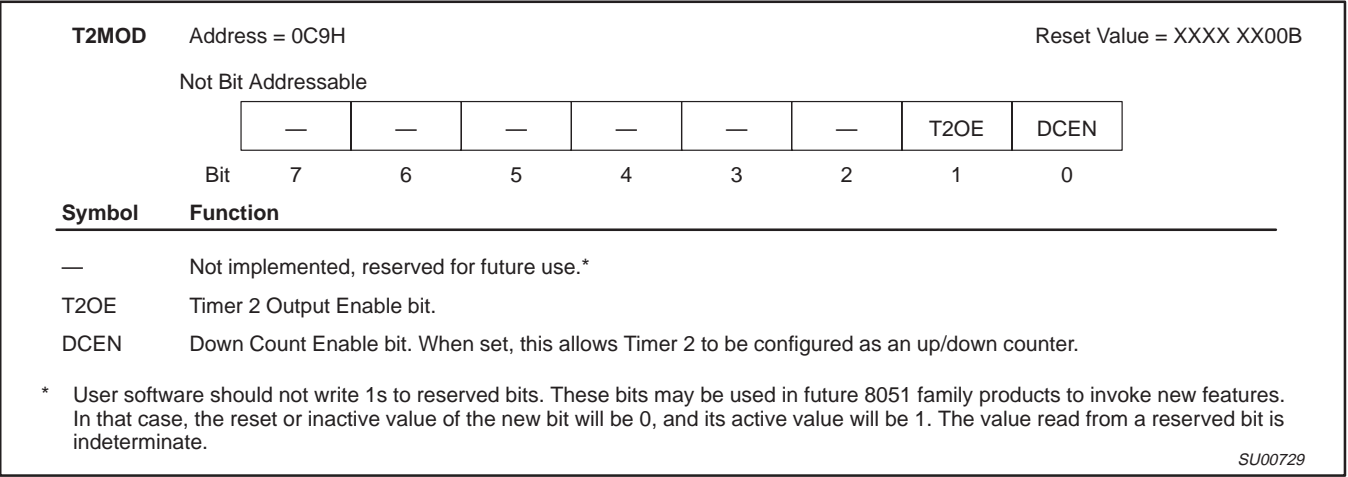 T2MOD Address = 0C9H Reset Value = XXXX XX00B
Not Bit Addressable
— — — — — — T2OE DCEN
Bit 7 6 5 4 3 2 1 0
Symbol Function
— Not implemented, reserved for future use.*
T2OE Timer 2 Output Enable bit.
DCEN Down Count Enable bit. When set, this allows Timer 2 to be configured as an up/down counter.
* User software should not write 1s to reserved bits. These bits may be used in future 8051 family products to invoke new features.
In that case, the reset or inactive value of the new bit will be 0, and its active value will be 1. The value read from a reserved bit is
indeterminate.
SU00729